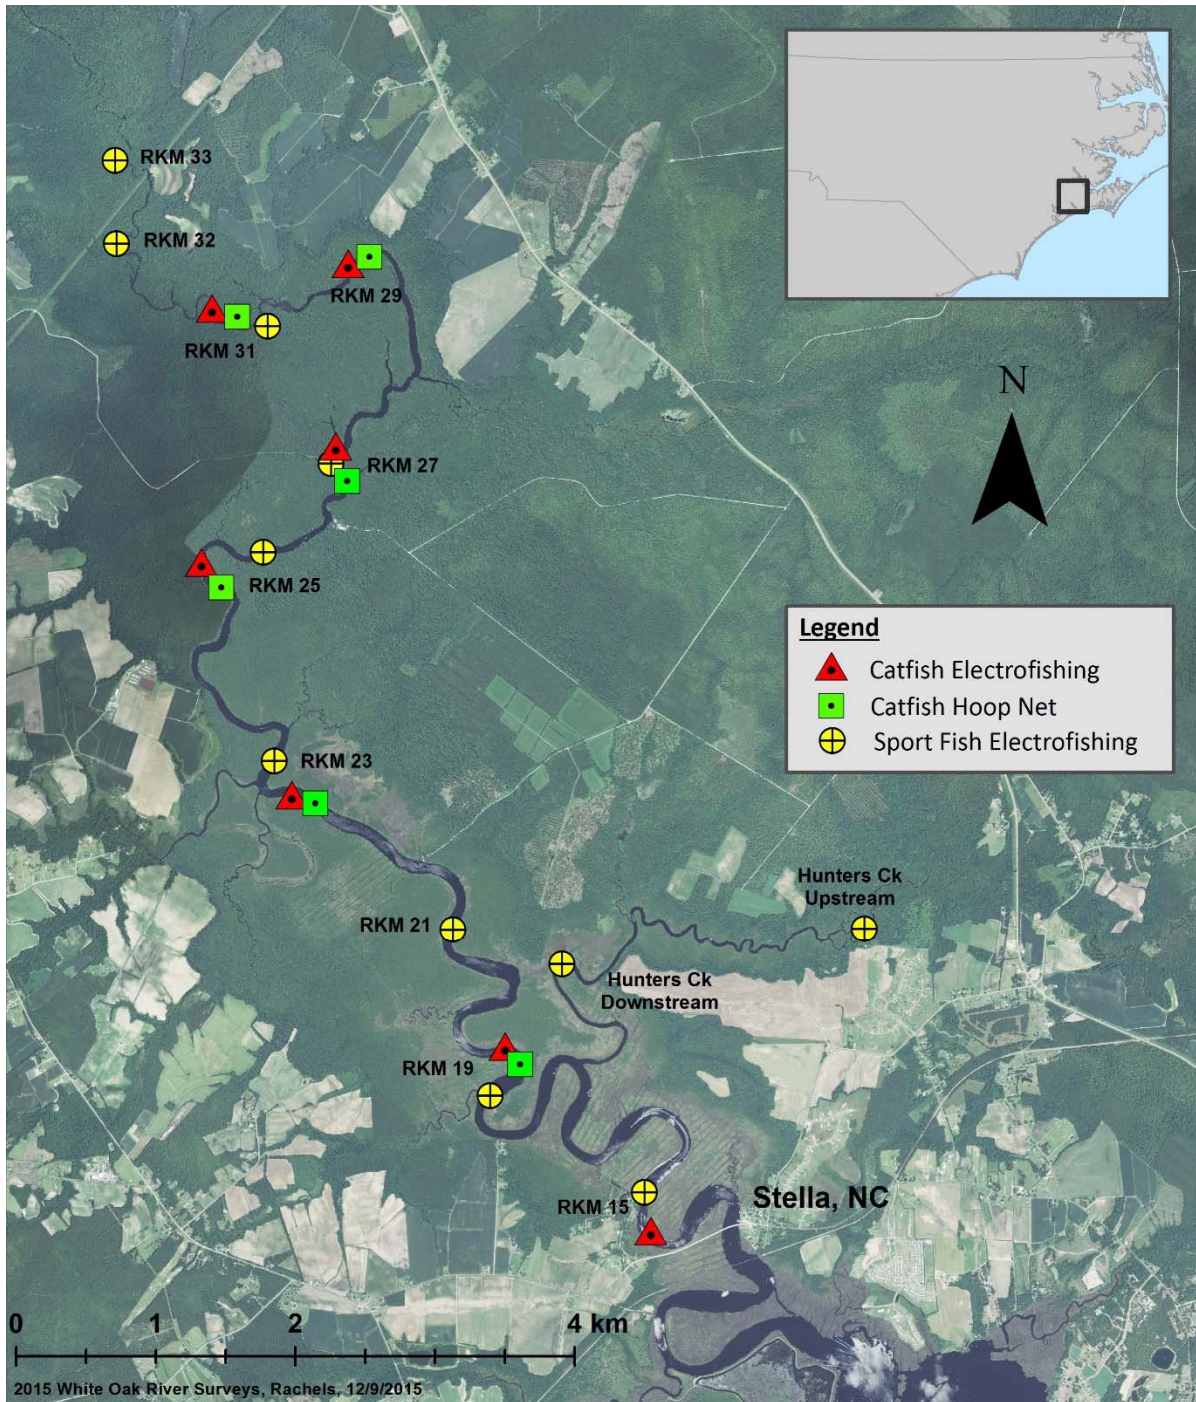 RKM 33
RKM 32
RKM 29
RKM 31
N
RKM 27
RKM 25
Legend
Catfish Electrofishing
Catfish Hoop Net
Sport Fish Electrofishing
RKM 23
Hunters Ck
Upstream
RKM 21
Hunters Ck
Downstream
RKM 19
Stella, NC
RKM 15
0 1 2 4 km
2015 White Oak River Surveys, Rachels, 12/9/2015